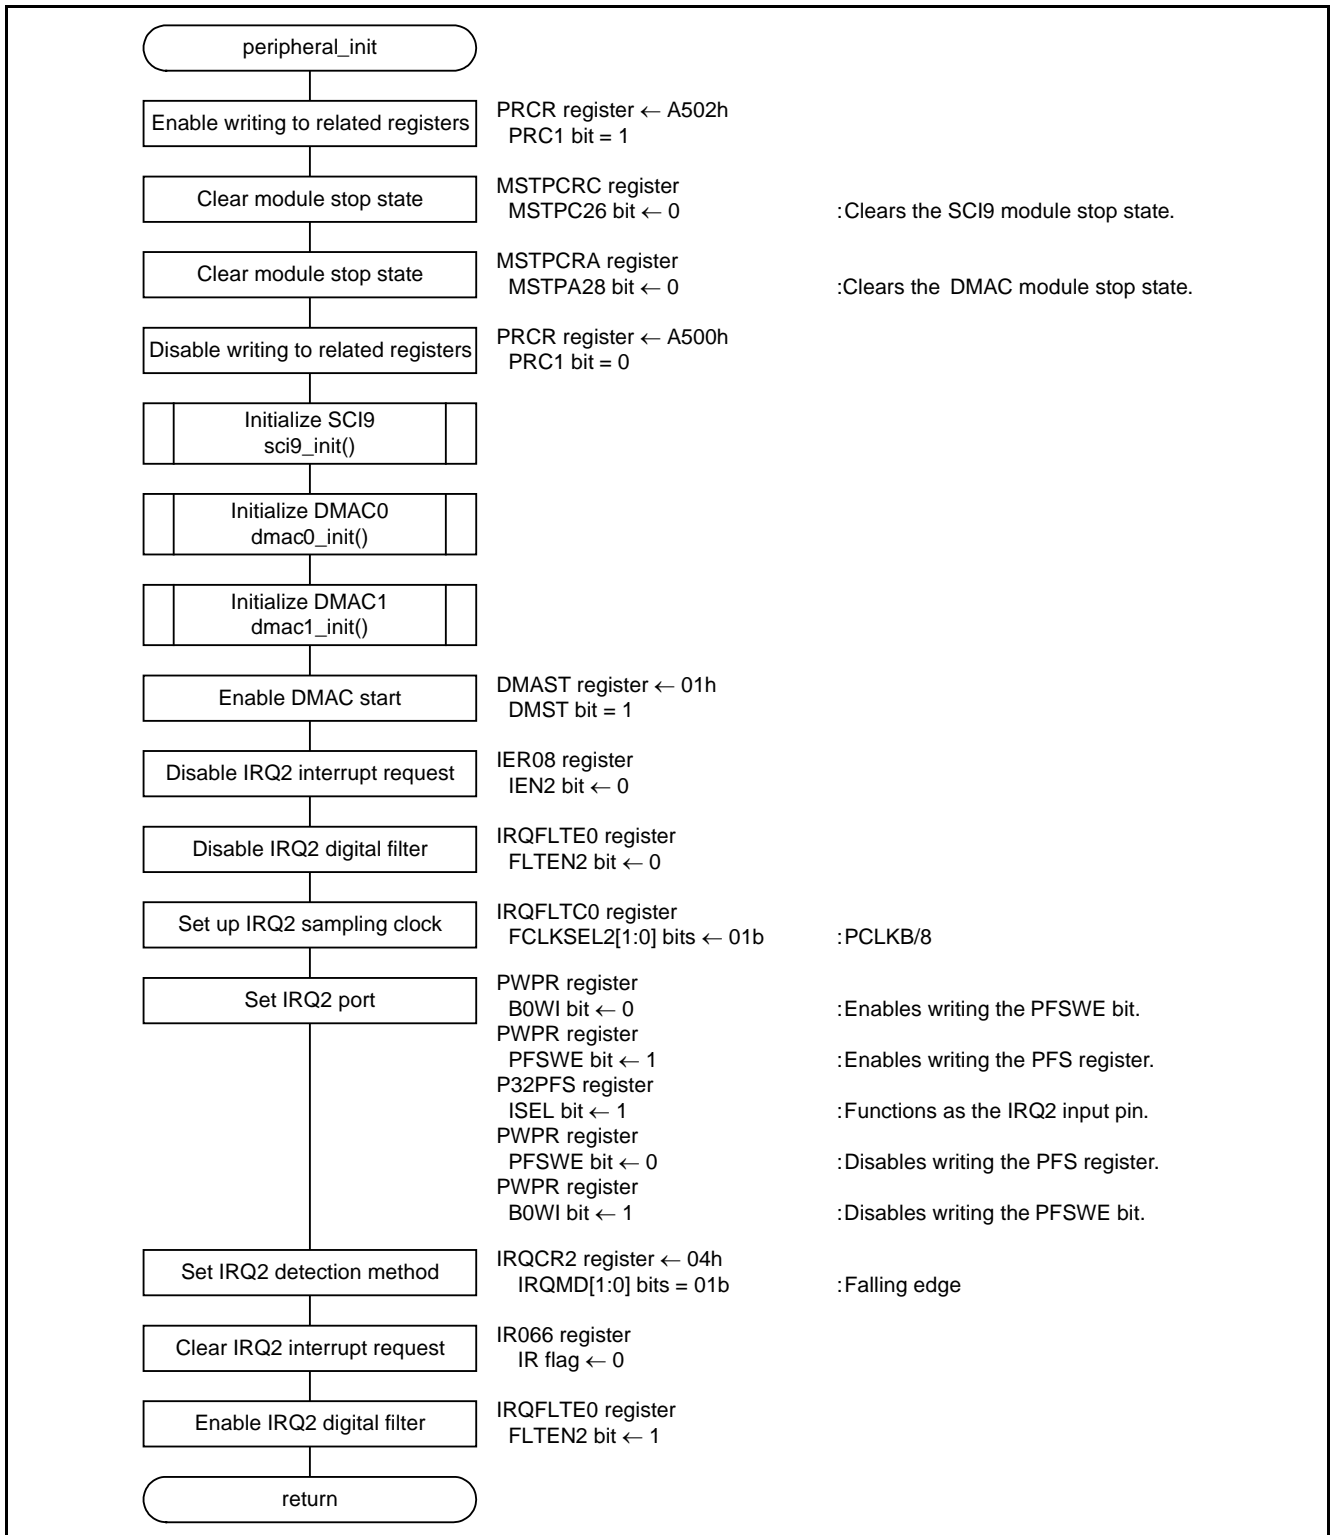 peripheral_init
Enable writing to related registers
PRCR register ← A502h
PRC1 bit = 1
Clear module stop state
MSTPCRC register
MSTPC26 bit ← 0 :Clears the SCI9 module stop state.
Clear module stop state
MSTPCRA register
MSTPA28 bit ← 0 :Clears the DMAC module stop state.
Disable writing to related registers
PRCR register ← A500h
PRC1 bit = 0
Initialize SCI9
sci9_init()
Initialize DMAC0
dmac0_init()
Initialize DMAC1
dmac1_init()
Enable DMAC start
DMAST register ← 01h
DMST bit = 1
Disable IRQ2 interrupt request
IER08 register
IEN2 bit ← 0
Disable IRQ2 digital filter
IRQFLTE0 register
FLTEN2 bit ← 0
Set up IRQ2 sampling clock
IRQFLTC0 register
FCLKSEL2[1:0] bits ← 01b :PCLKB/8
Set IRQ2 port
PWPR register
B0WI bit ← 0 :Enables writing the PFSWE bit.
PWPR register
PFSWE bit ← 1 :Enables writing the PFS register.
P32PFS register
ISEL bit ← 1 :Functions as the IRQ2 input pin.
PWPR register
PFSWE bit ← 0 :Disables writing the PFS register.
PWPR register
B0WI bit ← 1 :Disables writing the PFSWE bit.
Set IRQ2 detection method
IRQCR2 register ← 04h
IRQMD[1:0] bits = 01b :Falling edge
Clear IRQ2 interrupt request
IR066 register
IR flag ← 0
Enable IRQ2 digital filter
IRQFLTE0 register
FLTEN2 bit ← 1
return